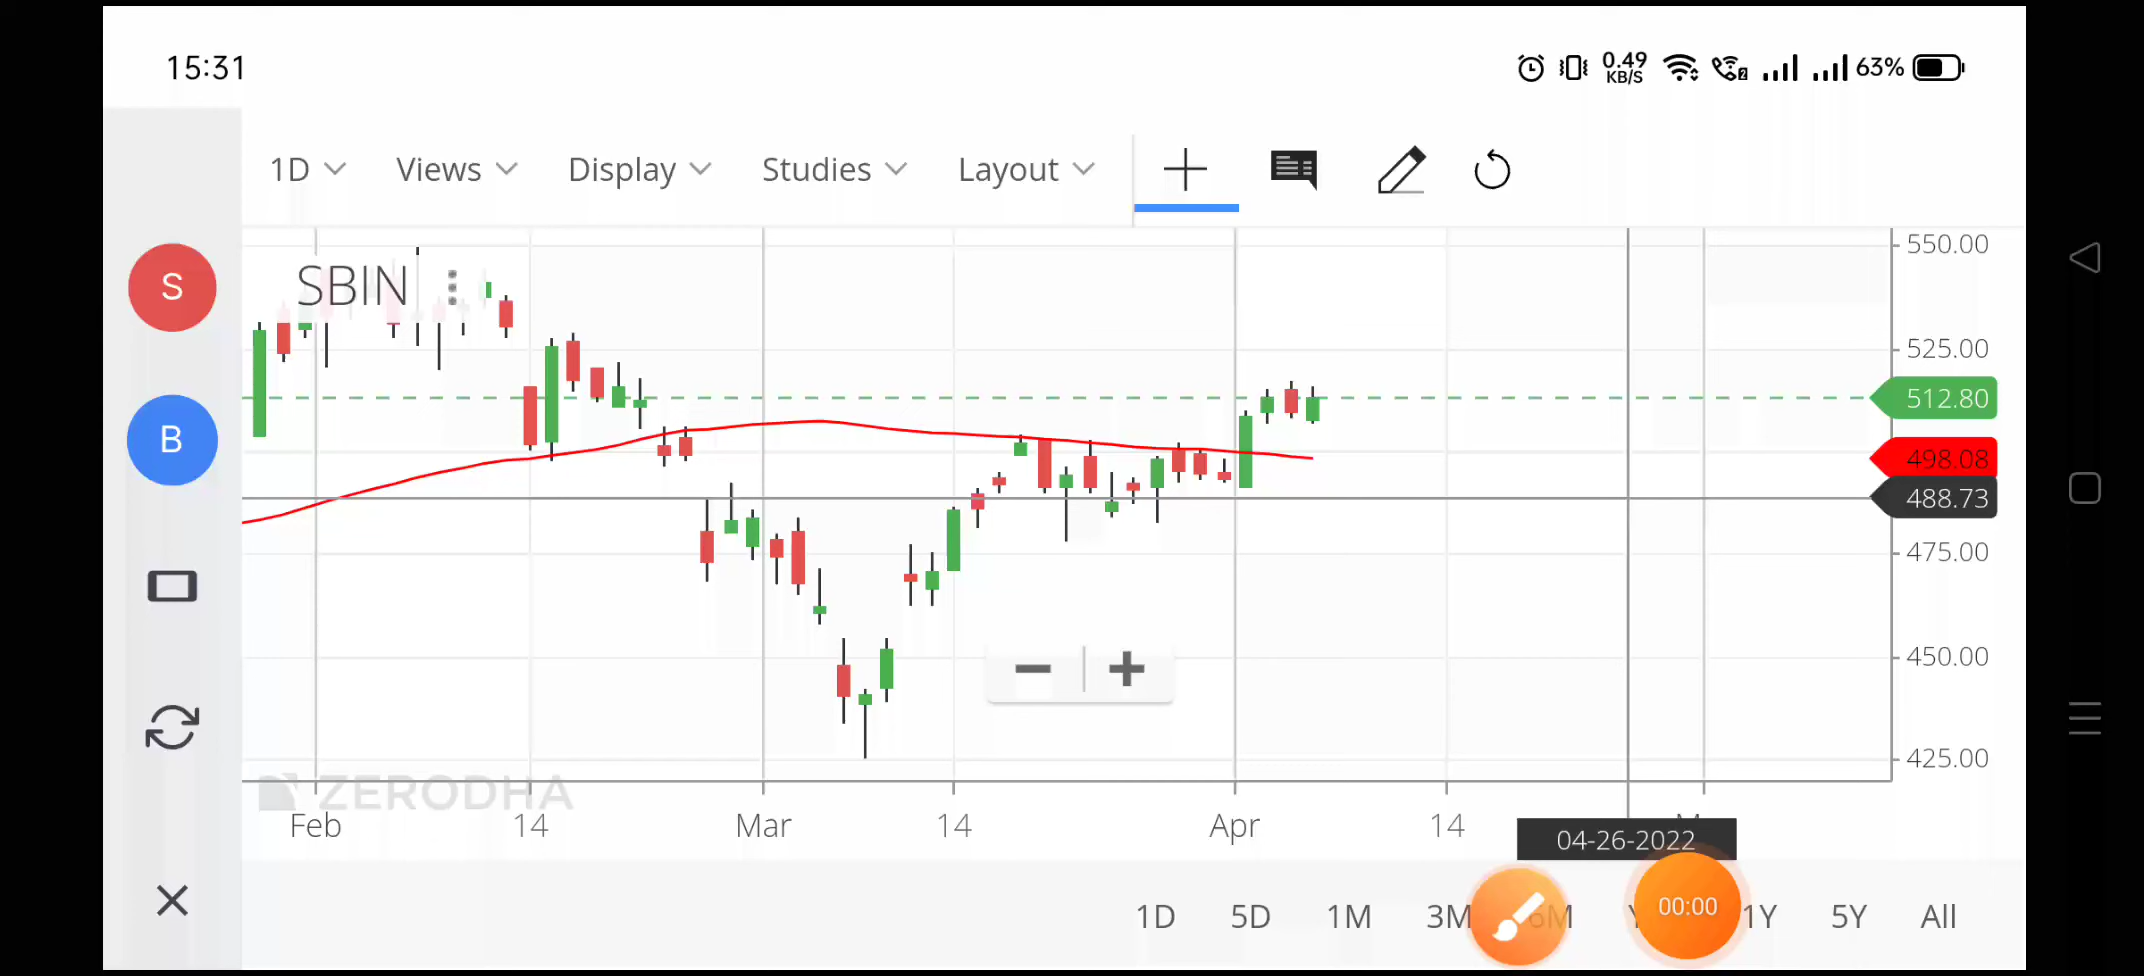 15:31
0.49
KB/S
2
63%
1D Views Display Studies Layout
S
SBIN
B
550.00
525.00
512.80
498.08
488.73
475.00
450.00
425.00
ZERODHA
Feb 14 Mar 14 Apr 14
04-26-2022
1D 5D 1M 3M 6M 1Y 5Y All
00:00